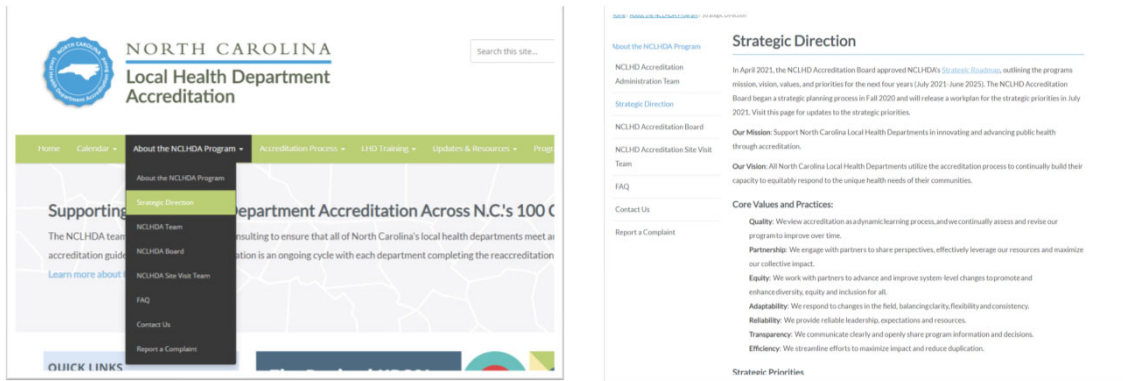 NORTH CAROLINA
Local Health Department
Accreditation
Search this site...
Home
Calendar
About the NCLHDA Program
Accreditation Process
LHD Training
Updates & Resources
Progr
About the NCLHDA Program
Strategic Direction
NCLHDA Team
NCLHDA Board
NCLHDA Site Visit Team
FAQ
Contact Us
Report a Complaint
Supporting epartment Accreditation Across N.C.'s 100 C
The NCLHDA team nsulting to ensure that all of North Carolina's local health departments meet an
accreditation guide ation is an ongoing cycle with each department completing the reaccreditation
Learn more about t
QUICK LINKS
About the NCLHDA Program
NCLHD Accreditation
Administration Team
Strategic Direction
NCLHD Accreditation Board
NCLHD Accreditation Site Visit
Team
FAQ
Contact Us
Report a Complaint
Strategic Direction
In April 2021, the NCLHD Accreditation Board approved NCLHDA's Strategic Roadmap, outlining the programs
mission, vision, values, and priorities for the next four years (July 2021-June 2025). The NCLHD Accreditation
Board began a strategic planning process in Fall 2020 and will release a workplan for the strategic priorities in July
2021. Visit this page for updates to the strategic priorities.
Our Mission: Support North Carolina Local Health Departments in innovating and advancing public health
through accreditation.
Our Vision: All North Carolina Local Health Departments utilize the accreditation process to continually build their
capacity to equitably respond to the unique health needs of their communities.
Core Values and Practices:
Quality: We view accreditation as a dynamic learning process, and we continually assess and revise our
program to improve over time.
Partnership: We engage with partners to share perspectives, effectively leverage our resources and maximize
our collective impact.
Equity: We work with partners to advance and improve system-level changes to promote and
enhance diversity, equity and inclusion for all.
Adaptability: We respond to changes in the field, balancing clarity, flexibility and consistency.
Reliability: We provide reliable leadership, expectations and resources.
Transparency: We communicate clearly and openly share program information and decisions.
Efficiency: We streamline efforts to maximize impact and reduce duplication.
Strategic Priorities